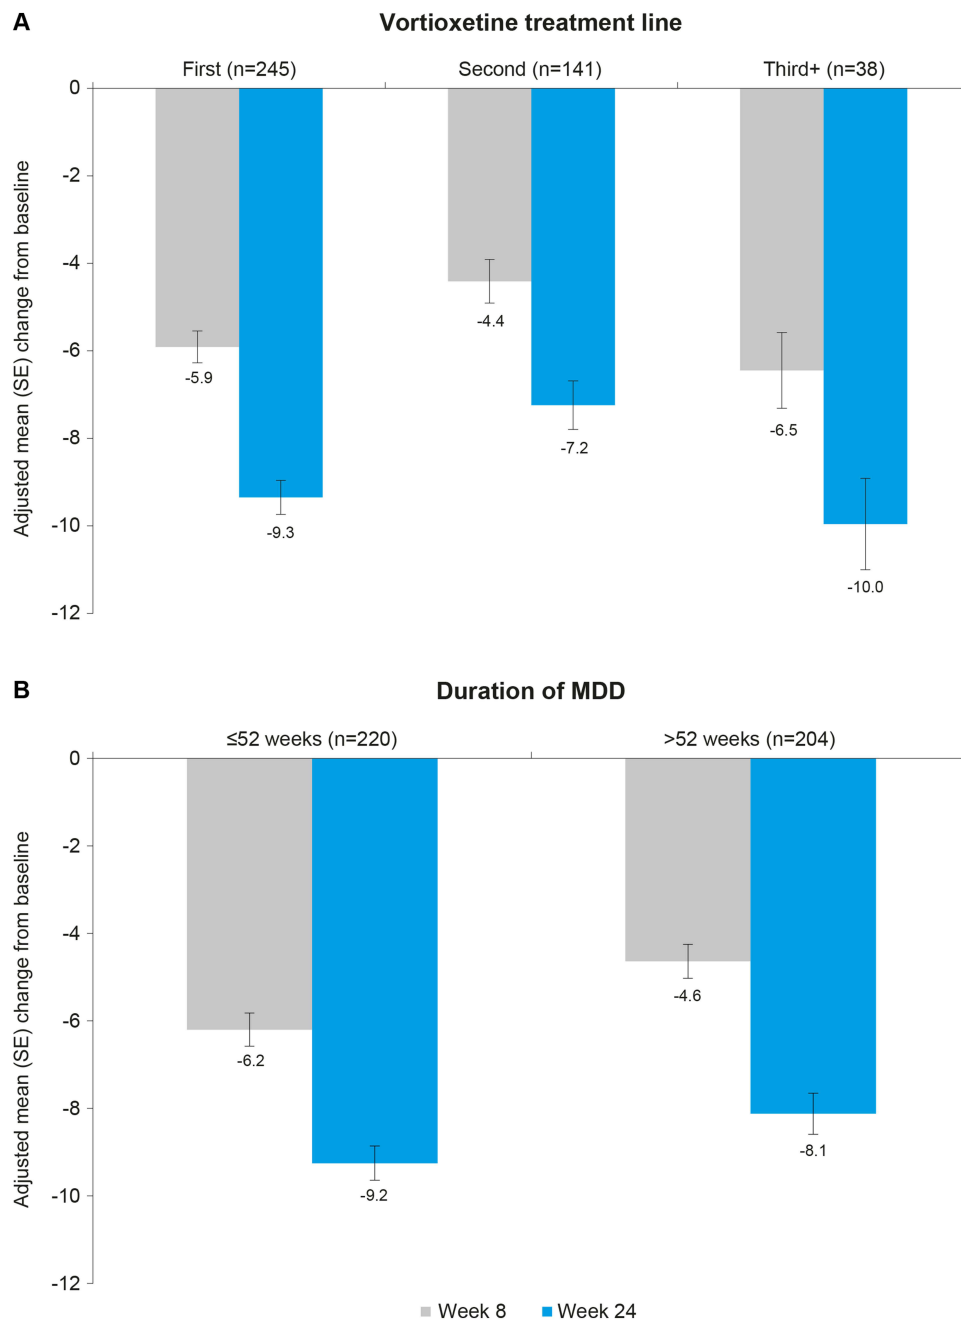 A
Vortioxetine treatment line
First (n=245)
Second (n=141)
Third+ (n=38)
Adjusted mean (SE) change from baseline
0
-2
-4
-6
-8
-10
-12
-5.9
-9.3
-4.4
-7.2
-6.5
-10.0
B
Duration of MDD
≤52 weeks (n=220)
>52 weeks (n=204)
Adjusted mean (SE) change from baseline
0
-2
-4
-6
-8
-10
-12
-6.2
-9.2
-4.6
-8.1
Week 8
Week 24